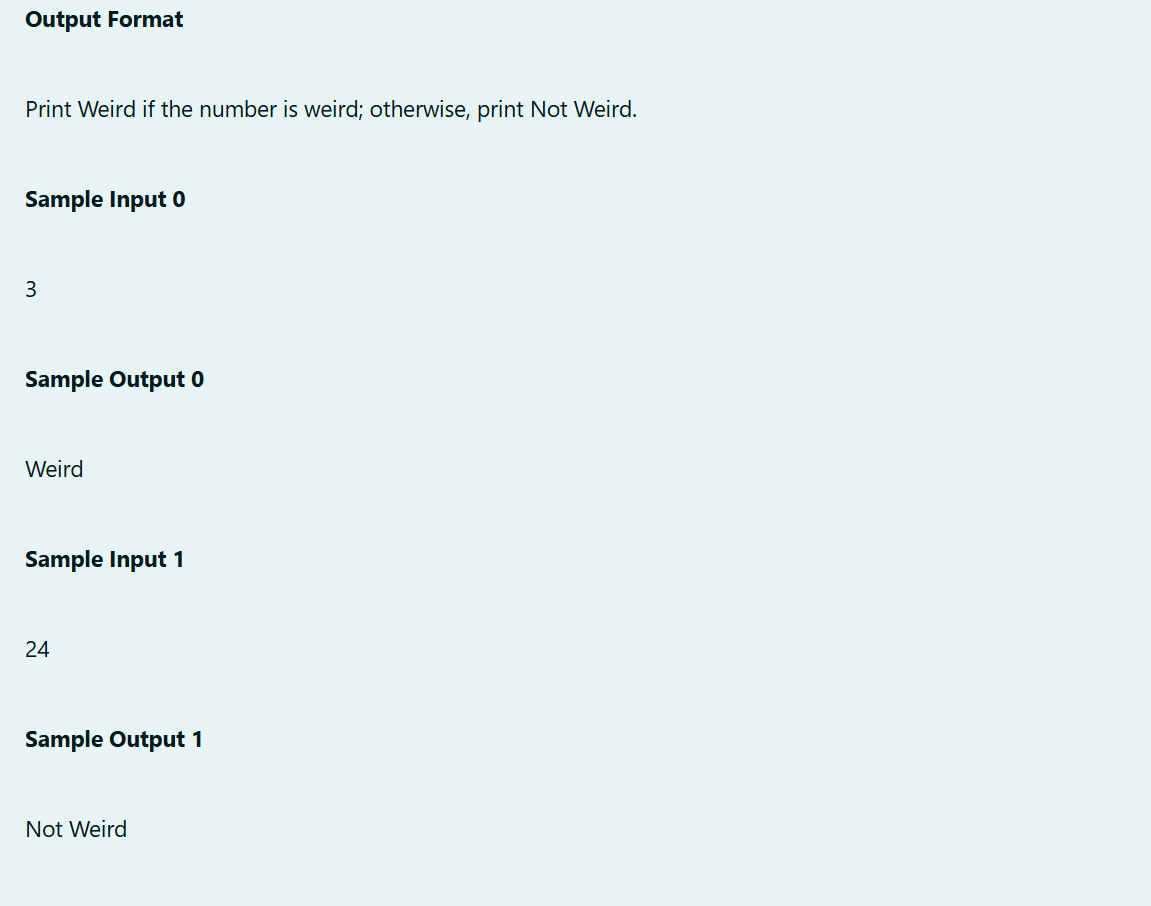 Output Format
Print Weird if the number is weird; otherwise, print Not Weird.
Sample Input 0
3
Sample Output 0
Weird
Sample Input 1
24
Sample Output 1
Not Weird